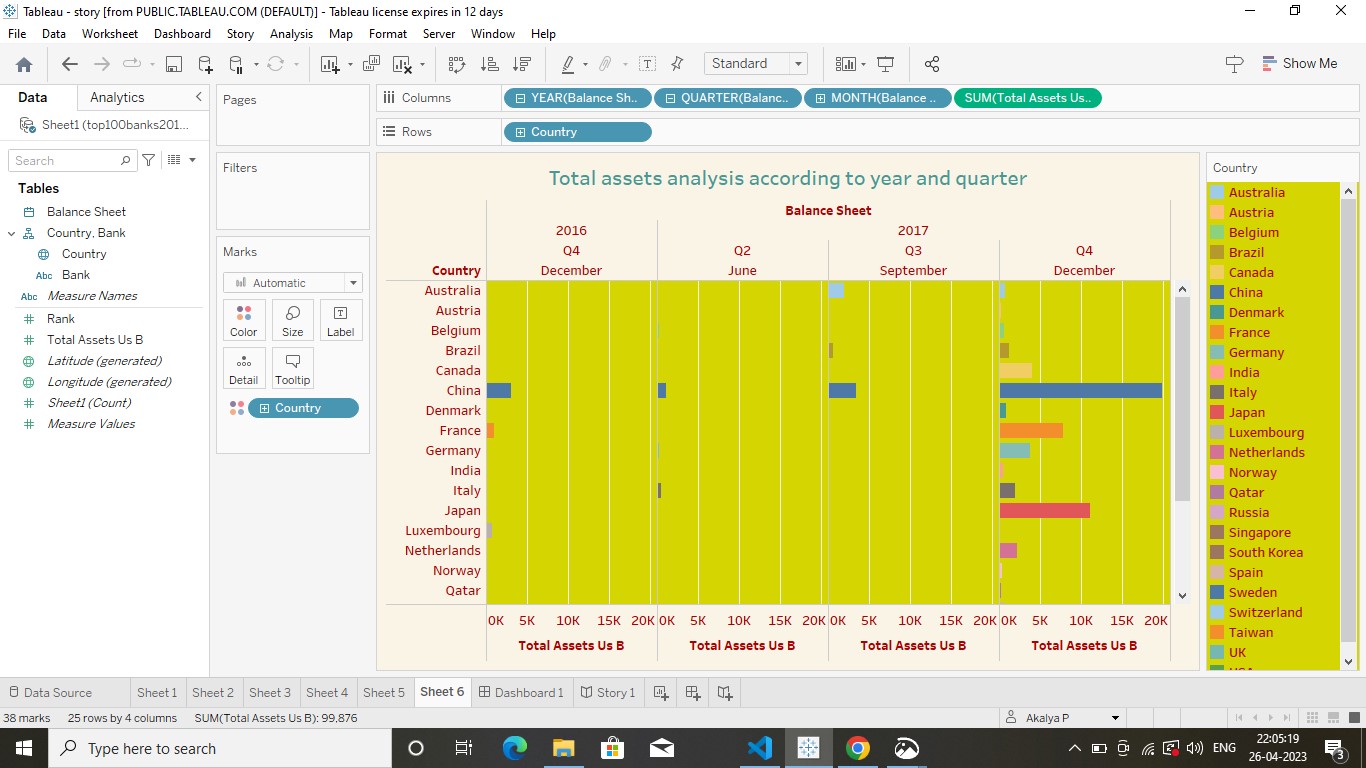 Tableau - story [from PUBLIC.TABLEAU.COM (DEFAULT)] - Tableau license expires in 12 days
File Data Worksheet Dashboard Story Analysis Map Format Server Window Help
Standard
Show Me
Data Analytics
Pages
Columns
YEAR(Balance Sh.. QUARTER(Balanc.. MONTH(Balance .. SUM(Total Assets Us..
Sheet1 (top100banks201...
Rows
Country
Search
Tables
Balance Sheet
Country, Bank
Country
Abc Bank
Abc Measure Names
Rank
Total Assets Us B
Latitude (generated)
Longitude (generated)
Sheet1 (Count)
Measure Values
Filters
Marks
Automatic
Color Size Label
Detail Tooltip
Country
Total assets analysis according to year and quarter
Balance Sheet
2016 2017
Q4 Q2 Q3 Q4
Country December June September December
Australia
Austria
Belgium
Brazil
Canada
China
Denmark
France
Germany
India
Italy
Japan
Luxembourg
Netherlands
Norway
Qatar
0K 5K 10K 15K 20K 0K 5K 10K 15K 20K 0K 5K 10K 15K 20K 0K 5K 10K 15K 20K
Total Assets Us B Total Assets Us B Total Assets Us B Total Assets Us B
Country
Australia
Austria
Belgium
Brazil
Canada
China
Denmark
France
Germany
India
Italy
Japan
Luxembourg
Netherlands
Norway
Qatar
Russia
Singapore
South Korea
Spain
Sweden
Switzerland
Taiwan
UK
Data Source Sheet 1 Sheet 2 Sheet 3 Sheet 4 Sheet 5 Sheet 6 Dashboard 1 Story 1
38 marks 25 rows by 4 columns SUM(Total Assets Us B): 99.876
Akalya P
Type here to search
ENG
22:05:19
26-04-2023
3